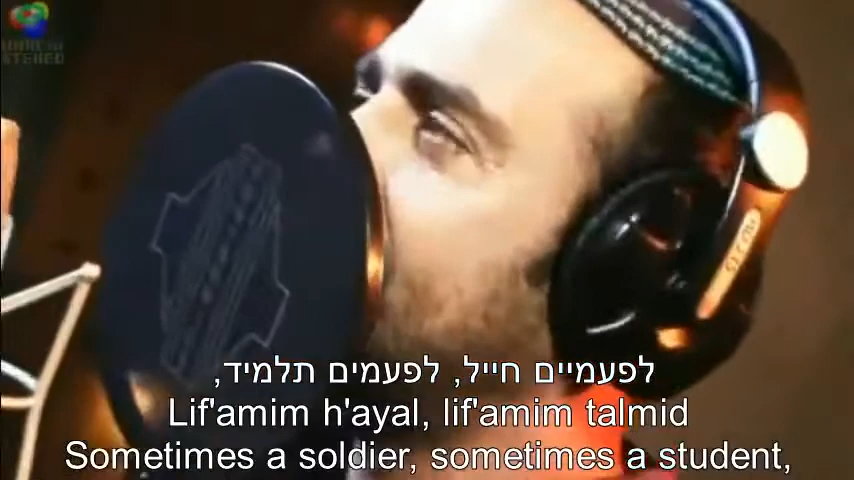 לפעמיים חייל, לפעמים תלמיד,
Lif'amim h'ayal, lif'amim talmid
Sometimes a soldier, sometimes a student,